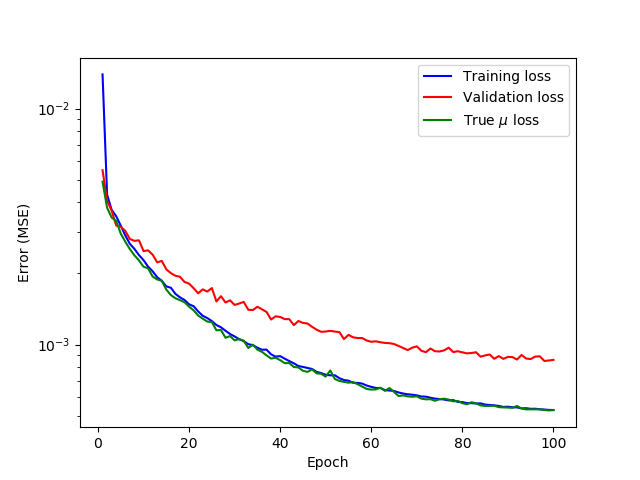 Training loss
Validation loss
True μ loss
10⁻²
10⁻³
Error (MSE)
0 20 40 60 80 100
Epoch